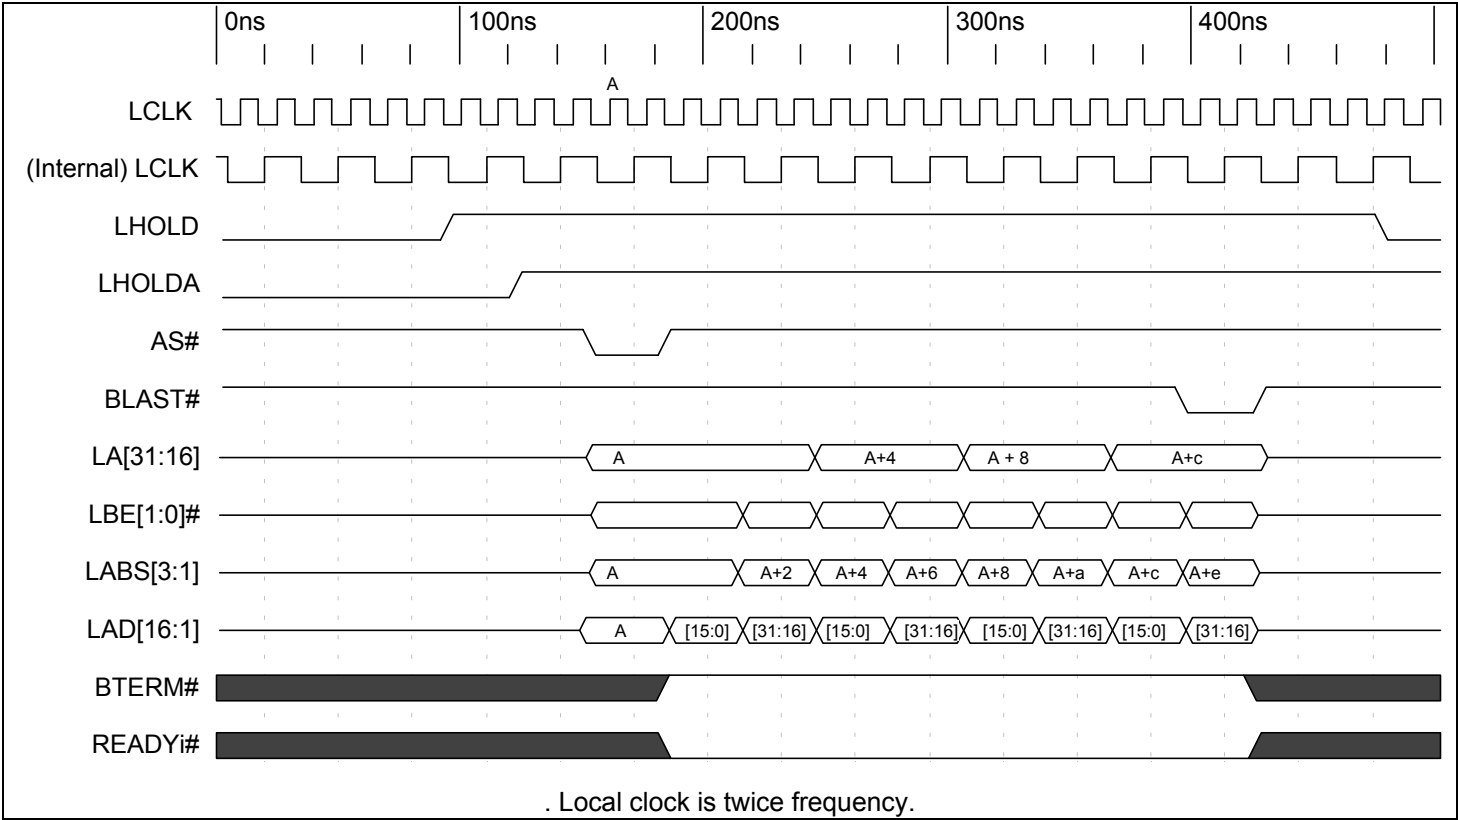 0ns 100ns 200ns 300ns 400ns
A
LCLK
(Internal) LCLK
LHOLD
LHOLDA
AS#
BLAST#
LA[31:16] A A+4 A + 8 A+c
LBE[1:0]#
LABS[3:1] A A+2 A+4 A+6 A+8 A+a A+c A+e
LAD[16:1] A [15:0] [31:16] [15:0] [31:16] [15:0] [31:16] [15:0] [31:16]
BTERM#
READYi#
. Local clock is twice frequency.